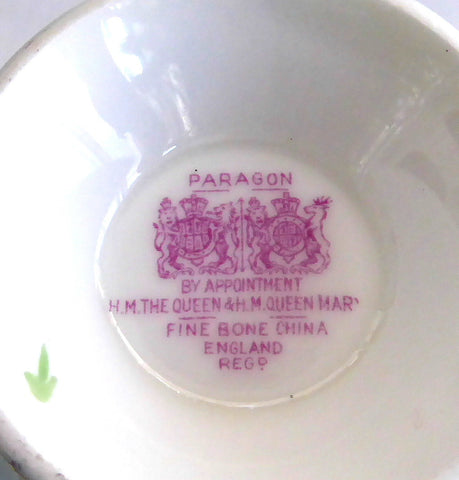 PARAGON
BY APPOINTMENT
H.M. THE QUEEN & H.M. QUEEN MARY
FINE BONE CHINA
ENGLAND
REGD